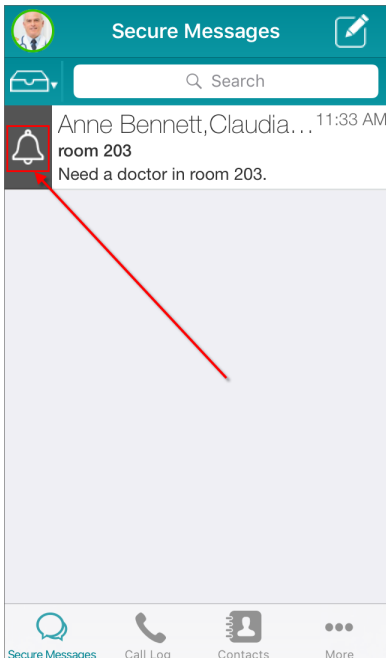 Secure Messages
Search
Anne Bennett,Claudia... 11:33 AM
room 203
Need a doctor in room 203.
Secure Messages Call Log Contacts More